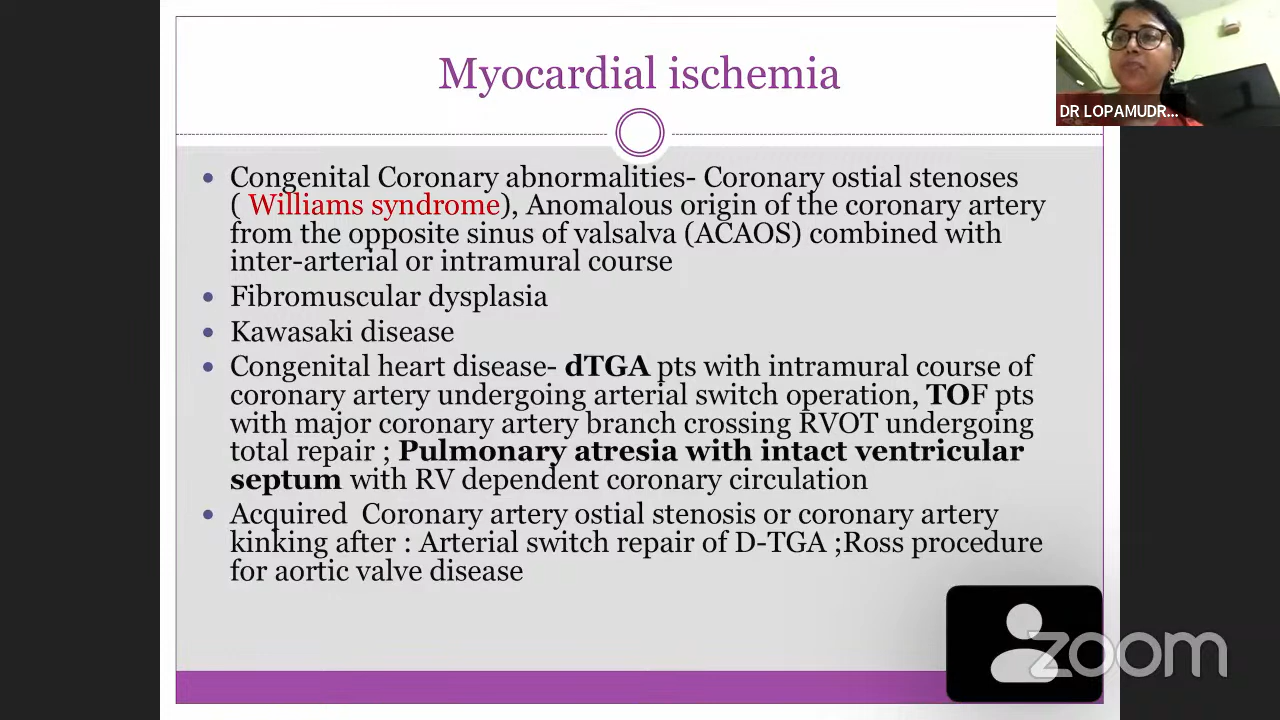 Myocardial ischemia
DR LOPAMUDR...
• Congenital Coronary abnormalities- Coronary ostial stenoses
( Williams syndrome), Anomalous origin of the coronary artery
from the opposite sinus of valsalva (ACAOS) combined with
inter-arterial or intramural course
• Fibromuscular dysplasia
• Kawasaki disease
• Congenital heart disease- dTGA pts with intramural course of
coronary artery undergoing arterial switch operation, TOF pts
with major coronary artery branch crossing RVOT undergoing
total repair ; Pulmonary atresia with intact ventricular
septum with RV dependent coronary circulation
• Acquired  Coronary artery ostial stenosis or coronary artery
kinking after : Arterial switch repair of D-TGA ;Ross procedure
for aortic valve disease
zoom